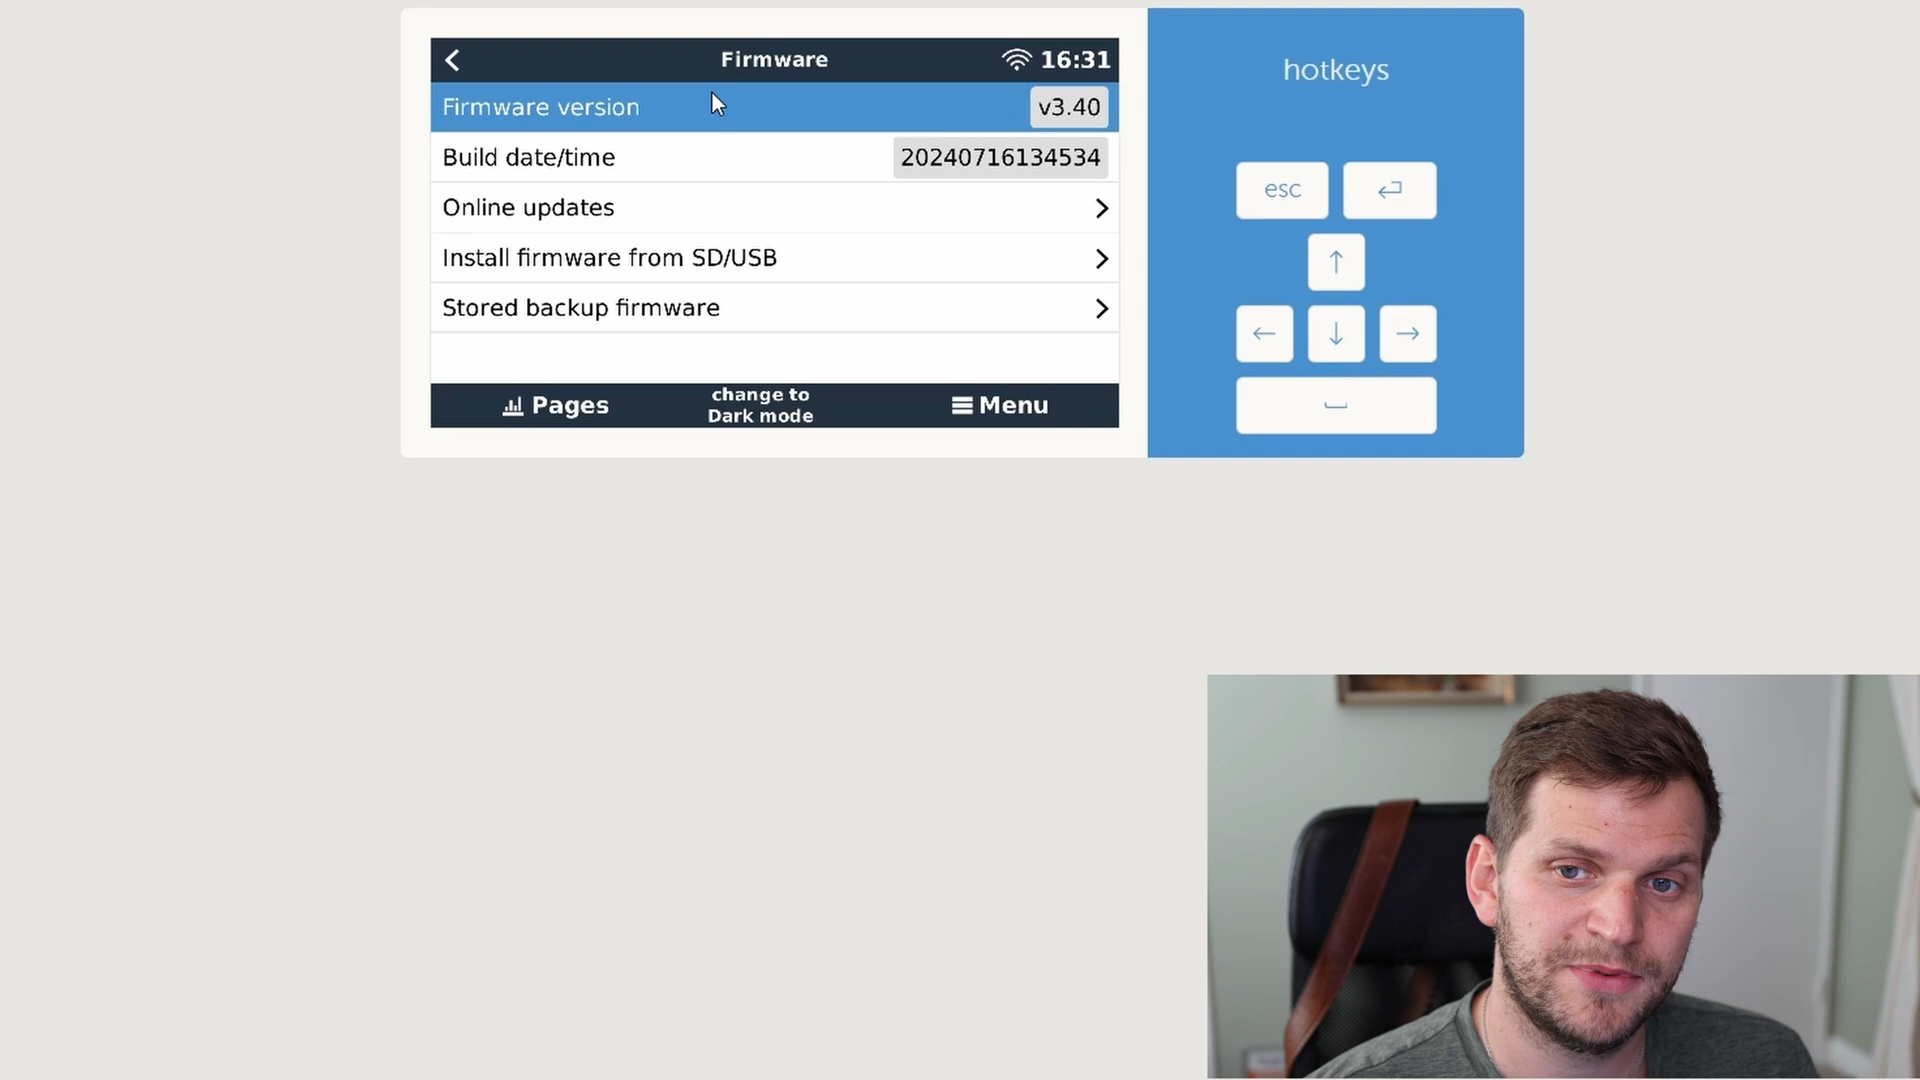 Firmware
16:31
Firmware version
v3.40
Build date/time
20240716134534
Online updates
Install firmware from SD/USB
Stored backup firmware
Pages
change to
Dark mode
Menu
hotkeys
esc